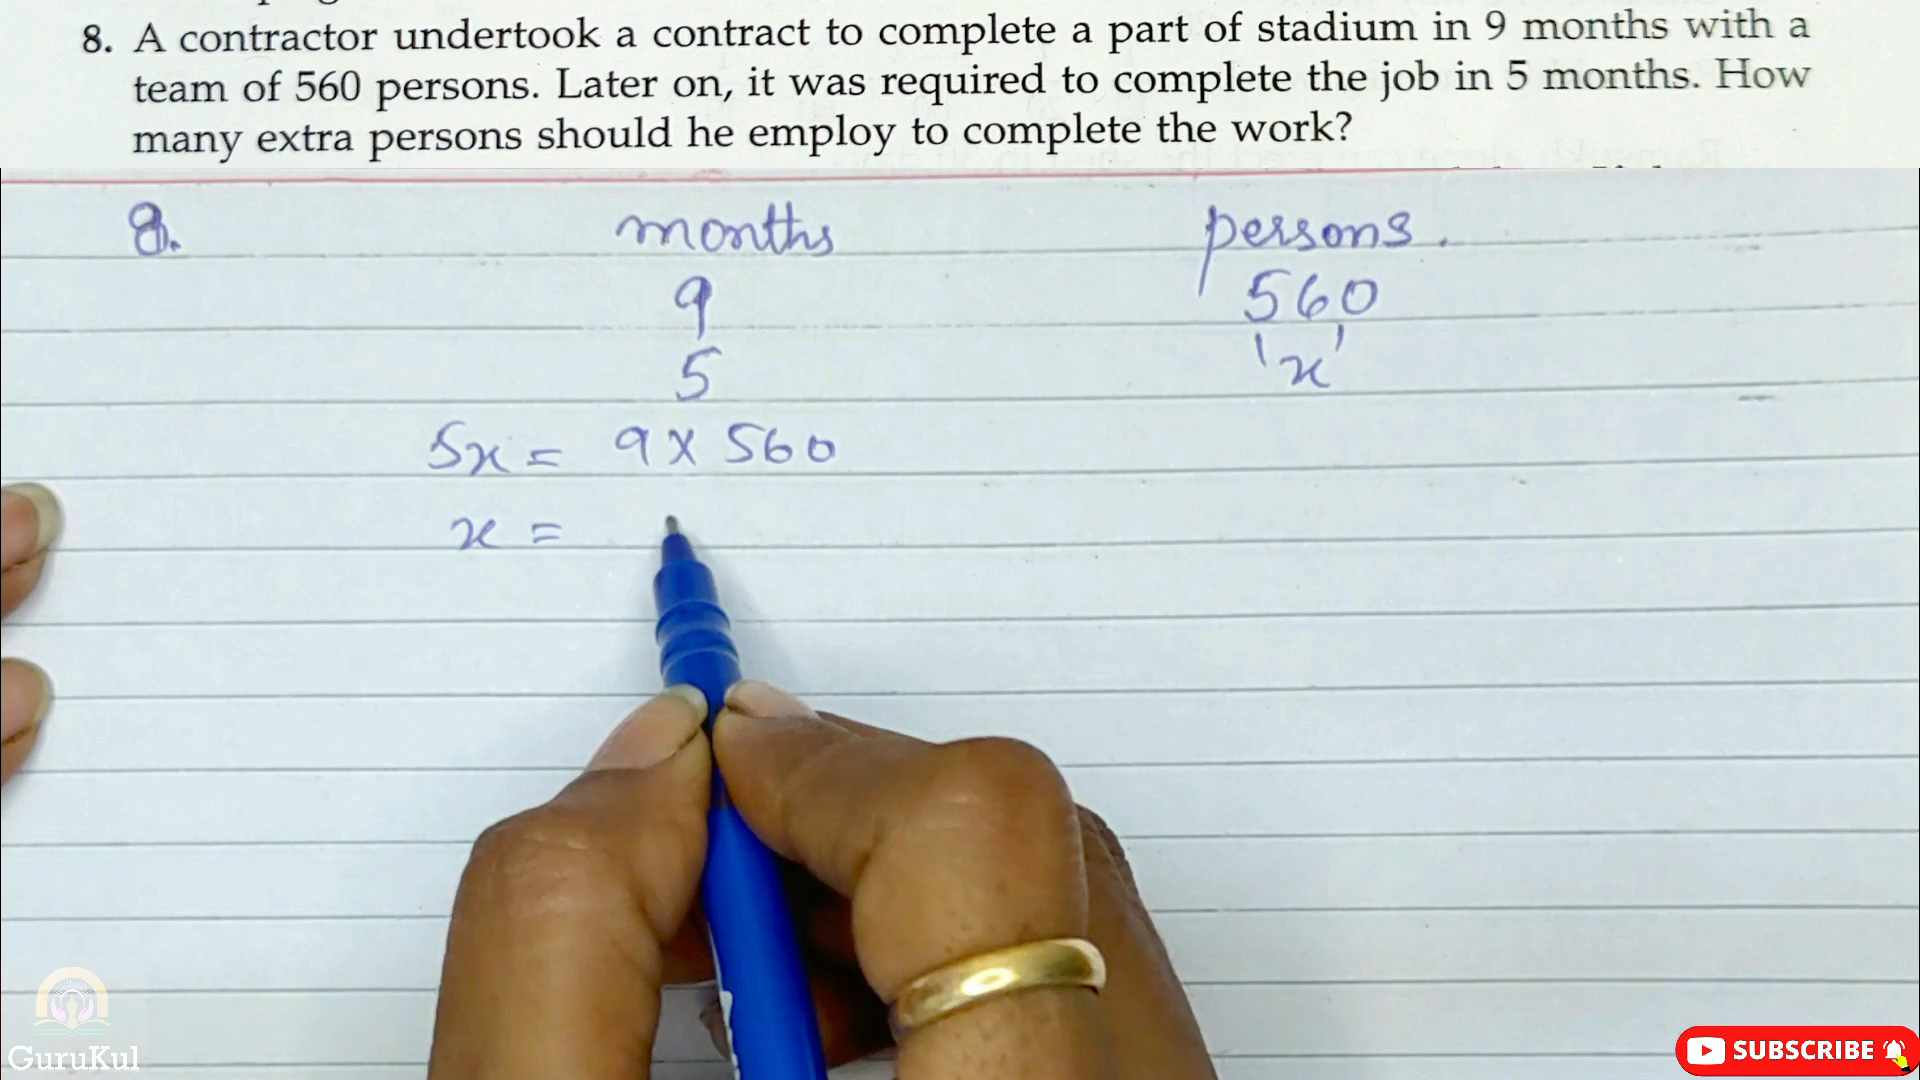 8. A contractor undertook a contract to complete a part of stadium in 9 months with a
team of 560 persons. Later on, it was required to complete the job in 5 months. How
many extra persons should he employ to complete the work?
8. months persons.
9 560
5 'x'
5x = 9 x 560
x =
GuruKul
SUBSCRIBE